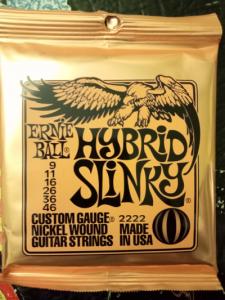 ERNIE BALL®
HYBRID
SLINKY®
9
11
16
26
36
46
CUSTOM GAUGE® 2222
NICKEL WOUND MADE
GUITAR STRINGS IN USA